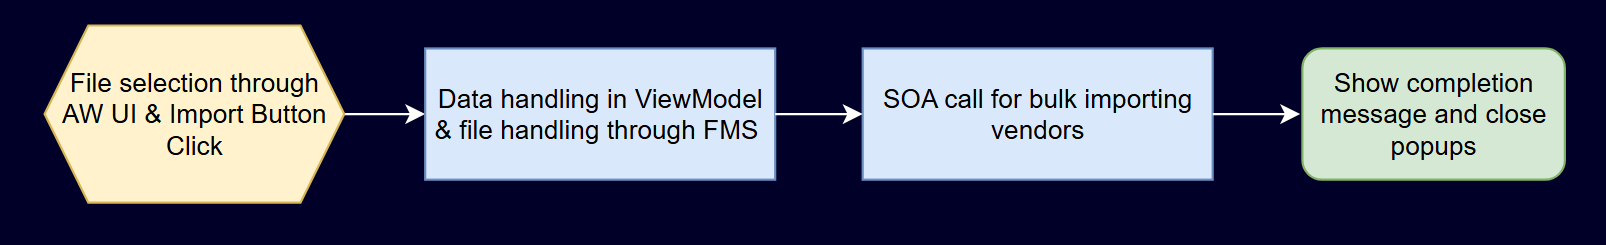 File selection through
AW UI & Import Button
Click
Data handling in ViewModel
& file handling through FMS
SOA call for bulk importing
vendors
Show completion
message and close
popups